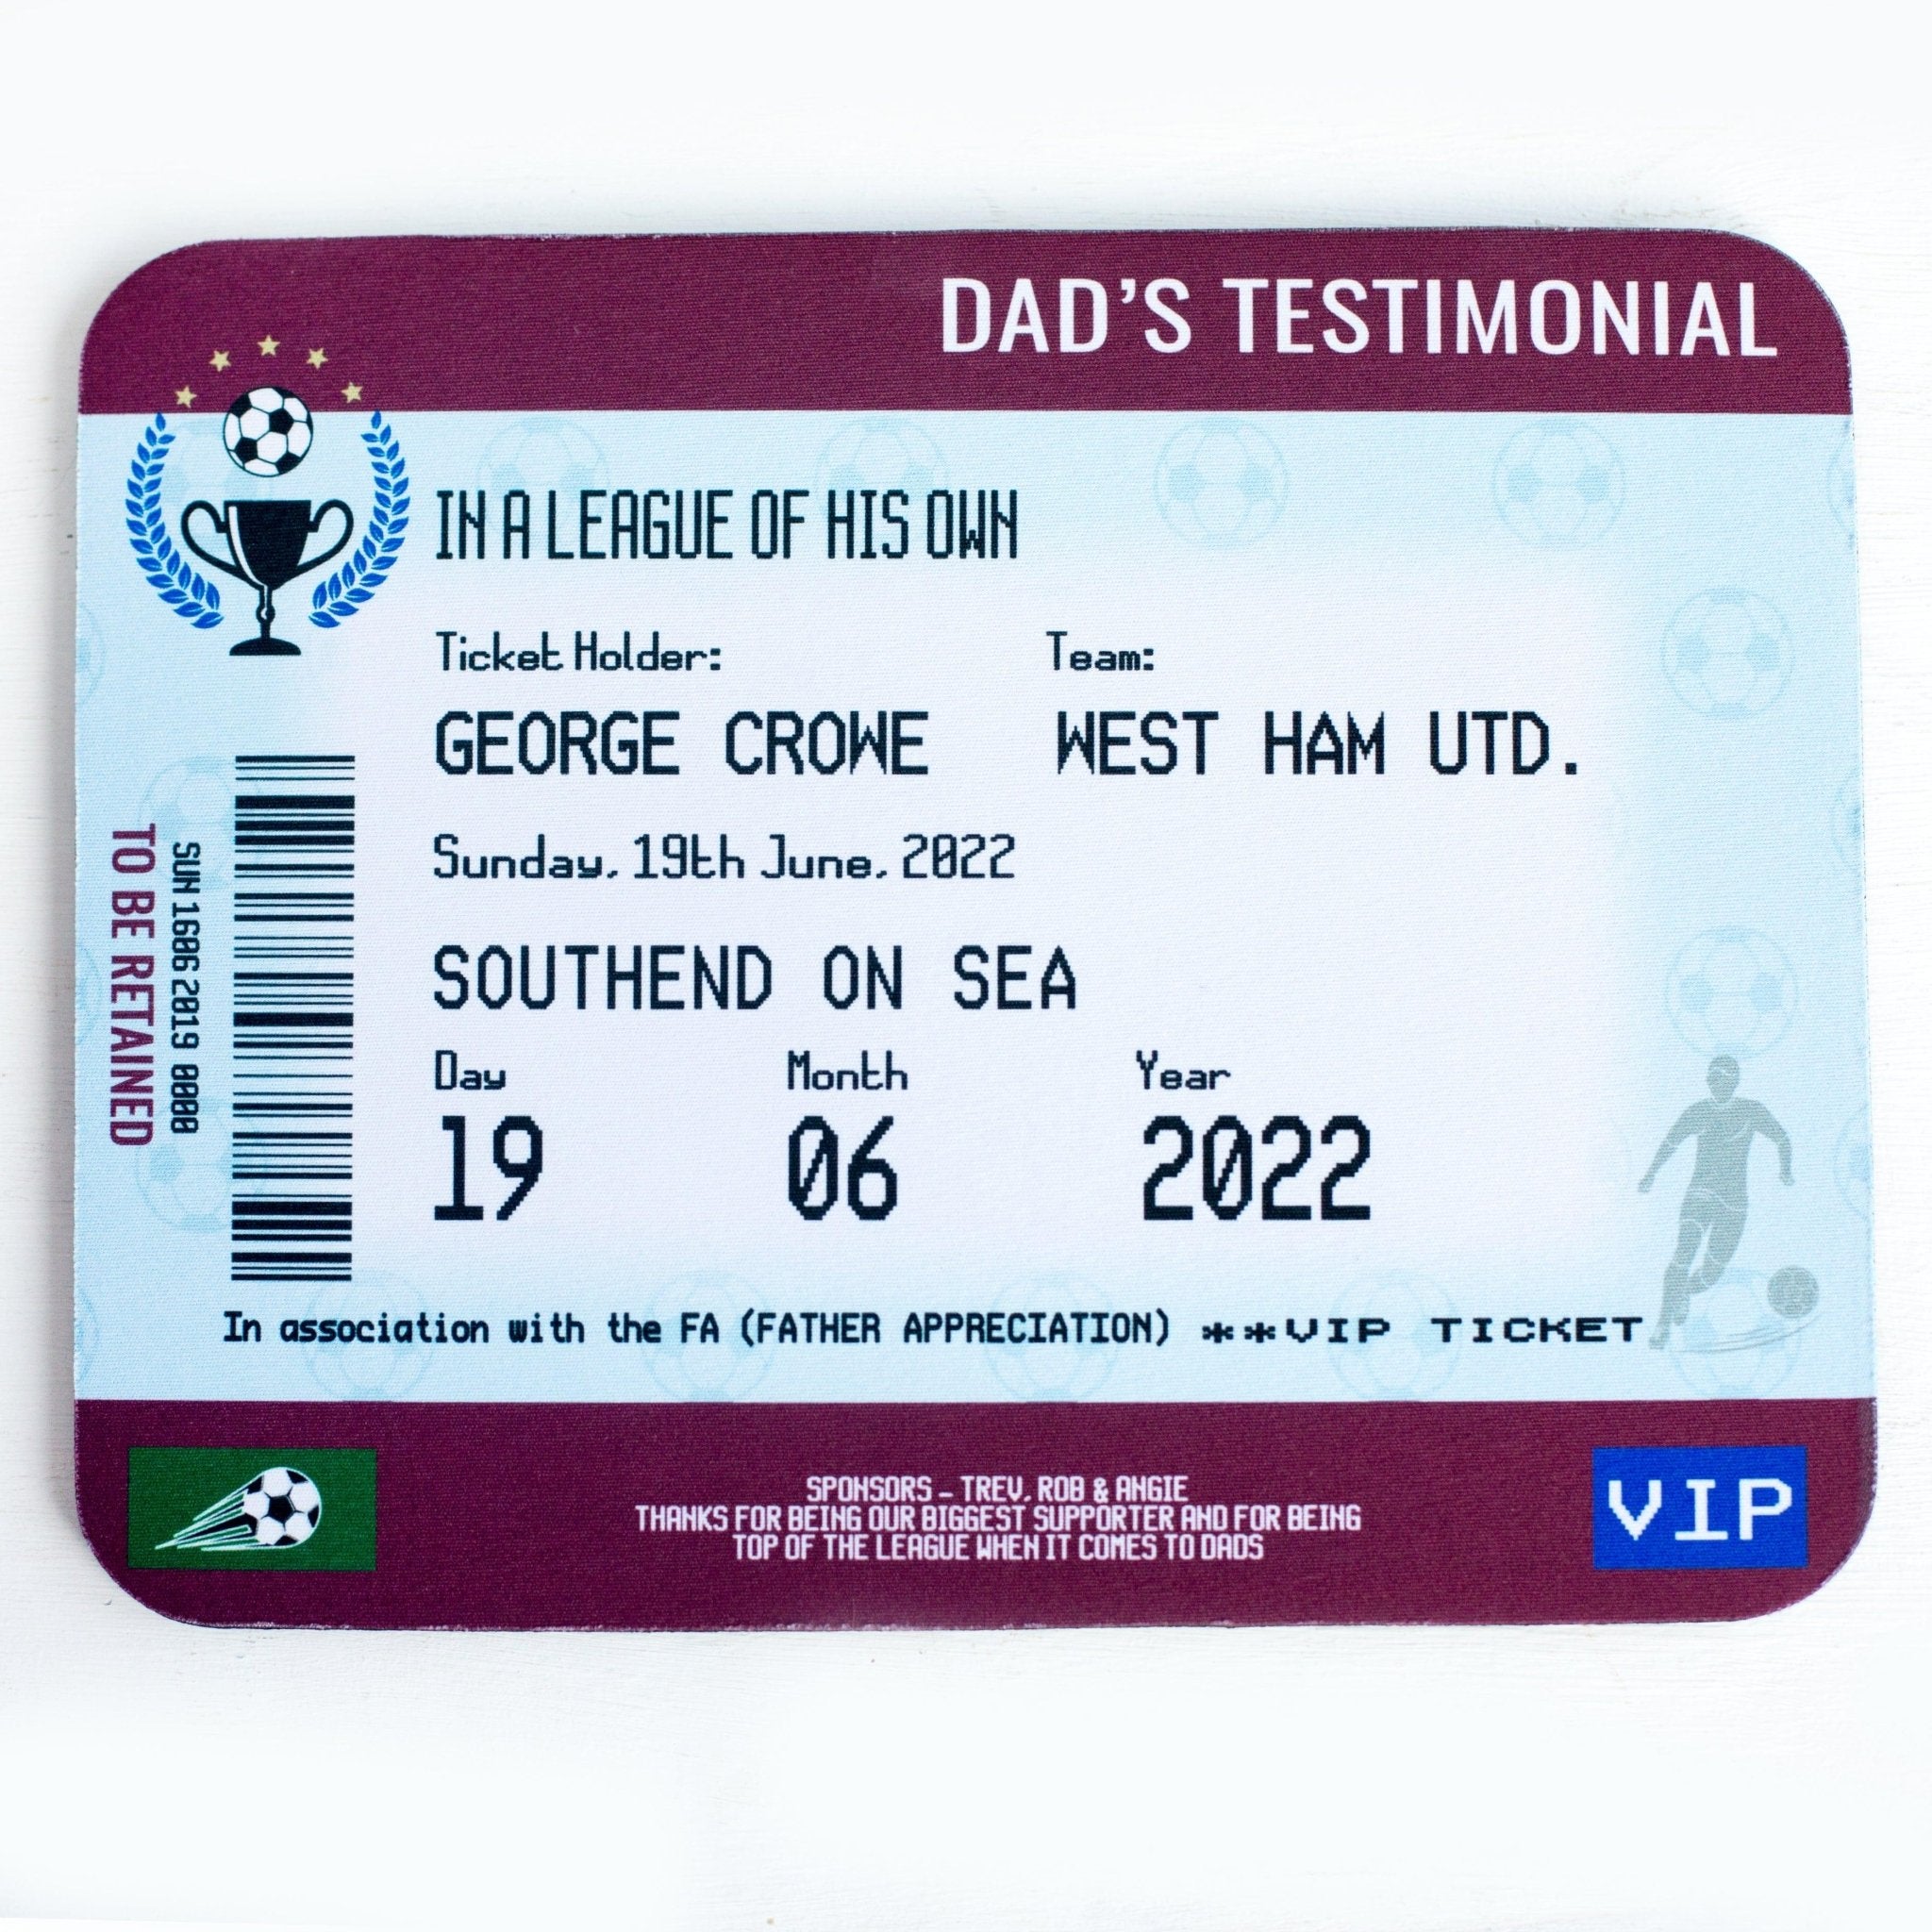 DAD'S TESTIMONIAL
IN A LEAGUE OF HIS OWN
Ticket Holder: Team:
GEORGE CROWE WEST HAM UTD.
Sunday, 19th June, 2022
SOUTHEND ON SEA
Day Month Year
19 06 2022
TO BE RETAINED
SUN 16062019 0000
In association with the FA (FATHER APPRECIATION) **VIP TICKET
SPONSORS - TREV, ROB & ANGIE
THANKS FOR BEING OUR BIGGEST SUPPORTER AND FOR BEING
TOP OF THE LEAGUE WHEN IT COMES TO DADS
VIP